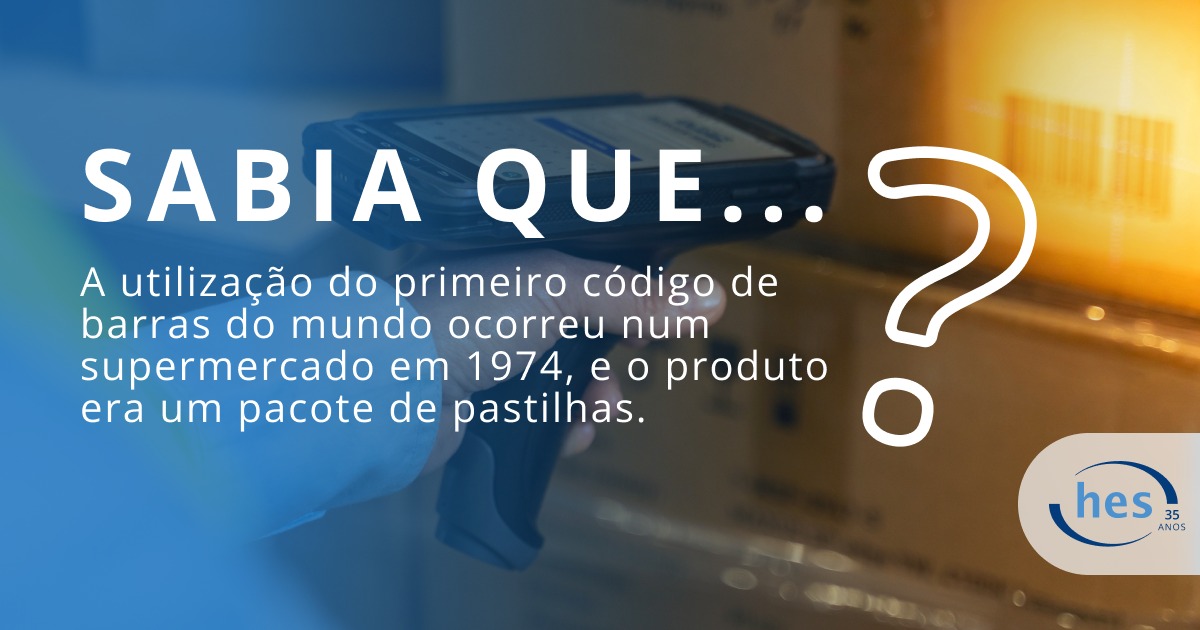 SABIA QUE...
?
A utilização do primeiro código de
barras do mundo ocorreu num
supermercado em 1974, e o produto
era um pacote de pastilhas.
hes
35
ANOS